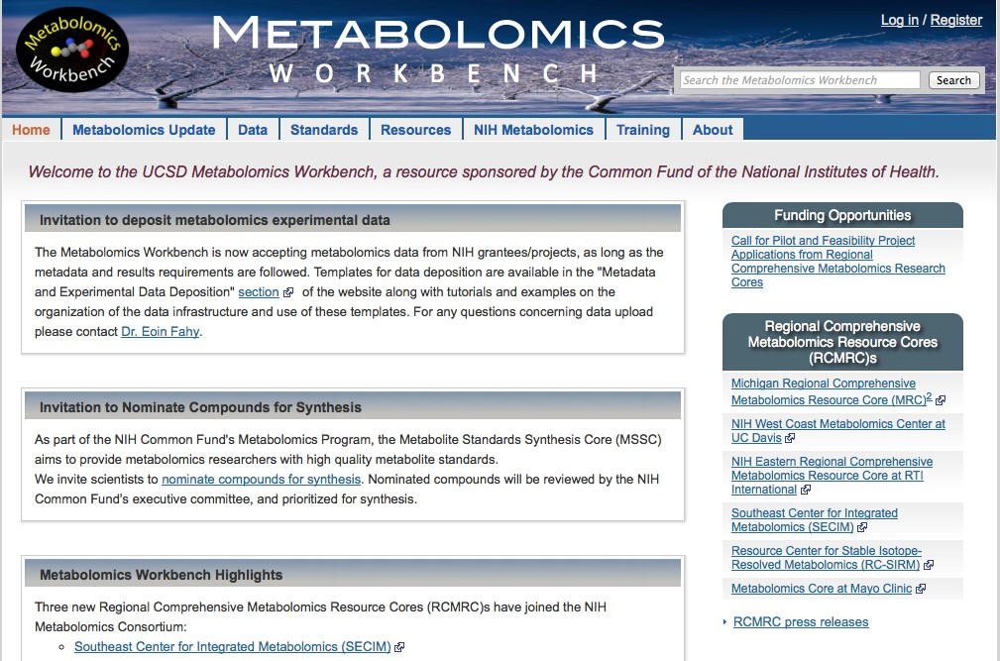 Metabolomics
Workbench
METABOLOMICS
WORKBENCH
Log in / Register
Search the Metabolomics Workbench
Search
Home
Metabolomics Update
Data
Standards
Resources
NIH Metabolomics
Training
About
Welcome to the UCSD Metabolomics Workbench, a resource sponsored by the Common Fund of the National Institutes of Health.
Invitation to deposit metabolomics experimental data
The Metabolomics Workbench is now accepting metabolomics data from NIH grantees/projects, as long as the
metadata and results requirements are followed. Templates for data deposition are available in the "Metadata
and Experimental Data Deposition" section of the website along with tutorials and examples on the
organization of the data infrastructure and use of these templates. For any questions concerning data upload
please contact Dr. Eoin Fahy.
Invitation to Nominate Compounds for Synthesis
As part of the NIH Common Fund's Metabolomics Program, the Metabolite Standards Synthesis Core (MSSC)
aims to provide metabolomics researchers with high quality metabolite standards.
We invite scientists to nominate compounds for synthesis. Nominated compounds will be reviewed by the NIH
Common Fund's executive committee, and prioritized for synthesis.
Metabolomics Workbench Highlights
Three new Regional Comprehensive Metabolomics Resource Cores (RCMRC)s have joined the NIH
Metabolomics Consortium:
Southeast Center for Integrated Metabolomics (SECIM)
Funding Opportunities
Call for Pilot and Feasibility Project
Applications from Regional
Comprehensive Metabolomics Research
Cores
Regional Comprehensive
Metabolomics Resource Cores
(RCMRC)s
Michigan Regional Comprehensive
Metabolomics Resource Core (MRC)2
NIH West Coast Metabolomics Center at
UC Davis
NIH Eastern Regional Comprehensive
Metabolomics Resource Core at RTI
International
Southeast Center for Integrated
Metabolomics (SECIM)
Resource Center for Stable Isotope-
Resolved Metabolomics (RC-SIRM)
Metabolomics Core at Mayo Clinic
RCMRC press releases